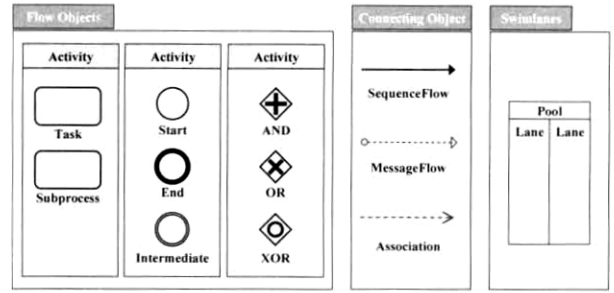 Flow Objects
Connecting Object
Swimlanes
Activity
Activity
Activity
Task
Subprocess
Start
End
Intermediate
AND
OR
XOR
SequenceFlow
MessageFlow
Association
Pool
Lane Lane